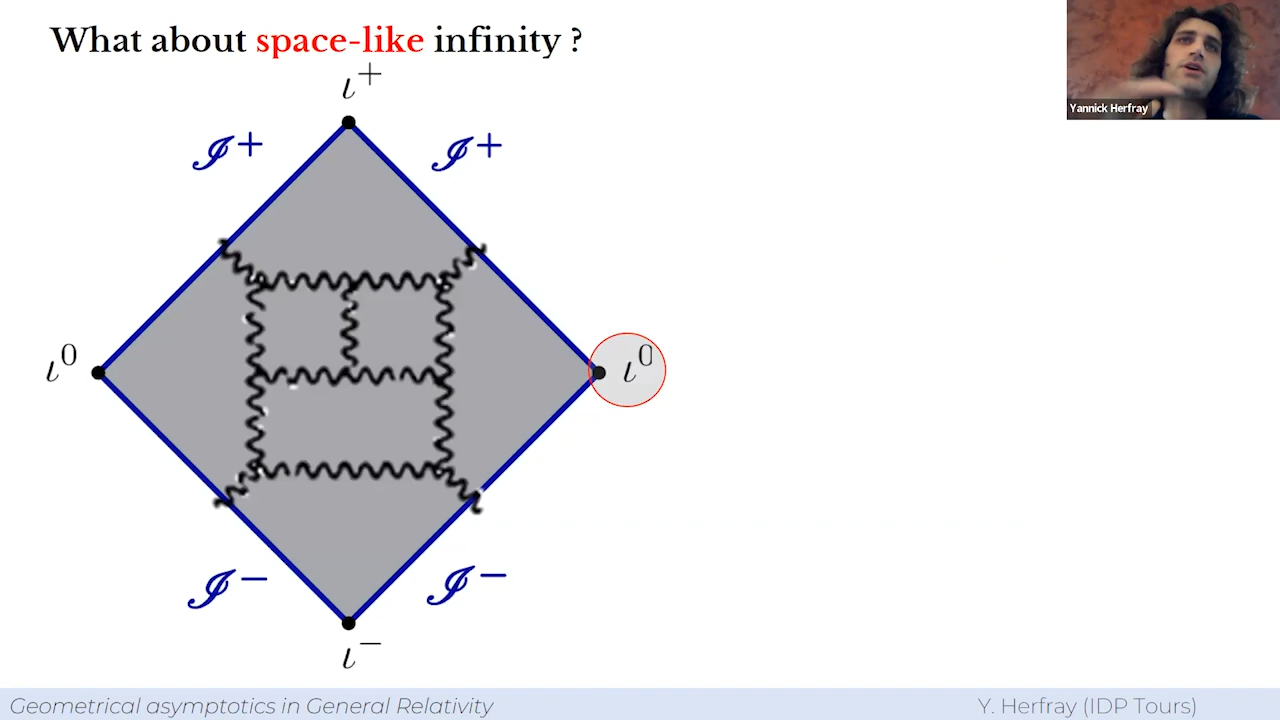 What about space-like infinity ?
ι⁺
𝓘⁺ 𝓘⁺
Yannick Herfray
ι⁰ ι⁰
𝓘⁻ 𝓘⁻
ι⁻
Geometrical asymptotics in General Relativity
Y. Herfray (IDP Tours)